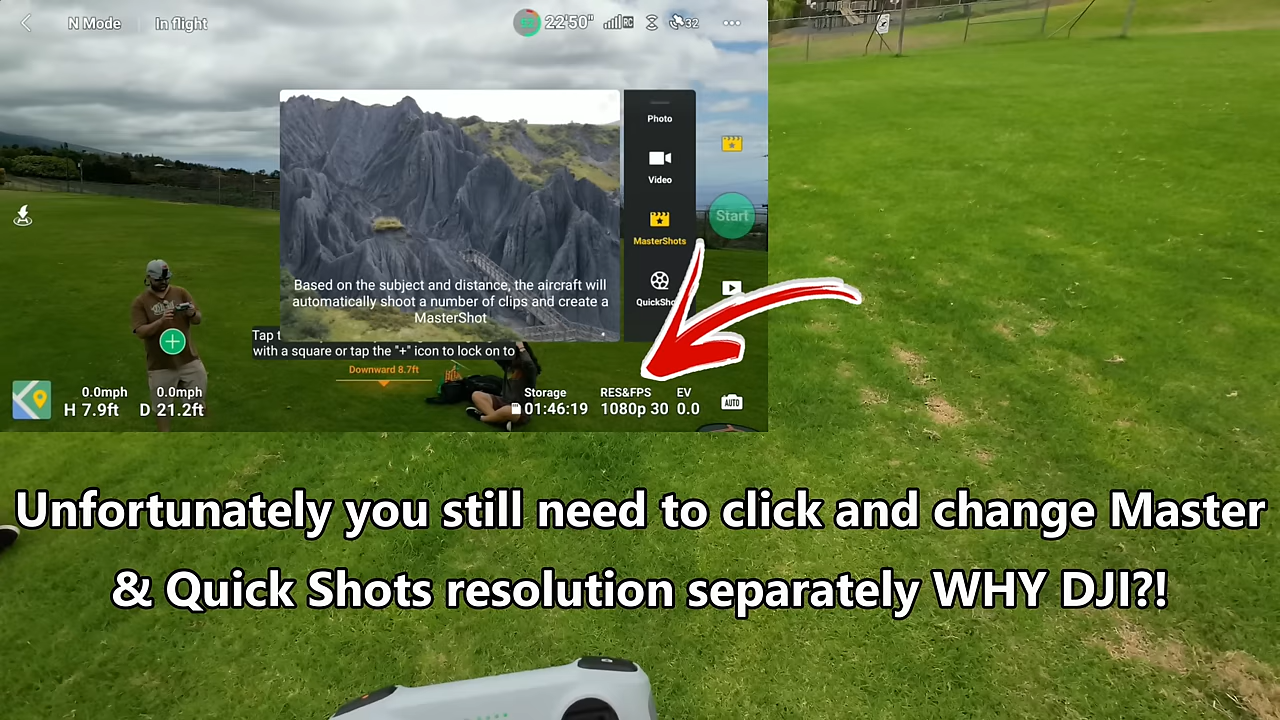 N Mode
In flight
22'50"
RC
32
Photo
Video
MasterShots
QuickSho
Start
Based on the subject and distance, the aircraft will
automatically shoot a number of clips and create a
MasterShot
Tap t
with a square or tap the "+" icon to lock on to
Downward 8.7ft
0.0mph
0.0mph
H 7.9ft
D 21.2ft
Storage
01:46:19
RES&FPS
1080p 30
EV
0.0
AUTO
Unfortunately you still need to click and change Master
& Quick Shots resolution separately WHY DJI?!